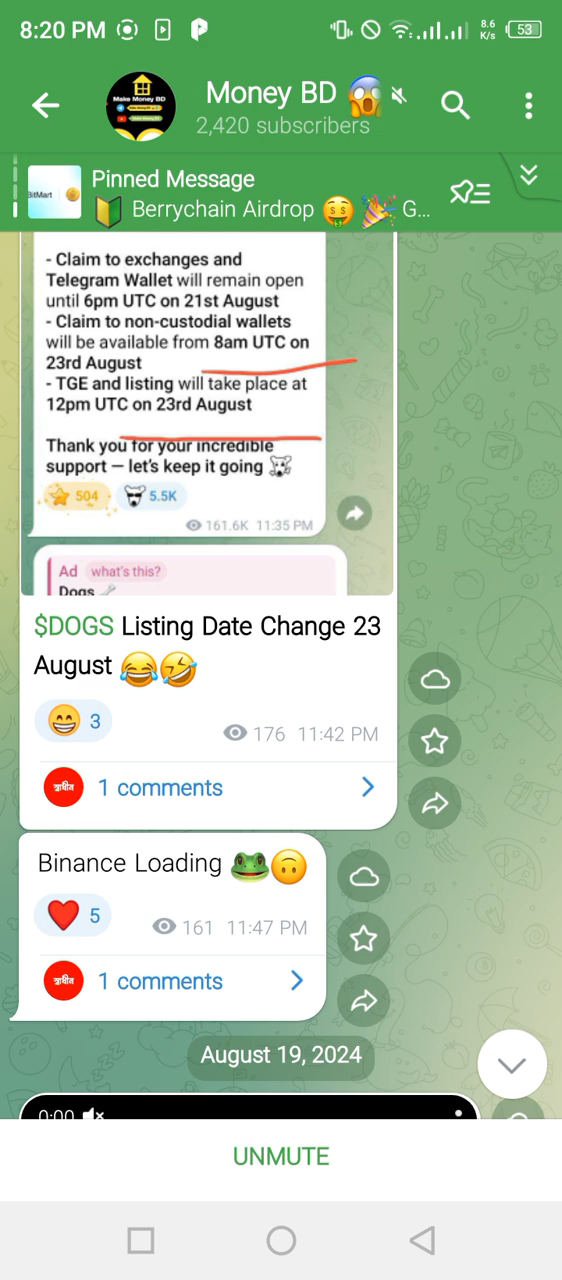 8:20 PM
8.6
K/s
53
Make Money BD
Money BD 😱
2,420 subscribers
BitMart
Pinned Message
🔰 Berrychain Airdrop 🤑 🎉 G...
- Claim to exchanges and
Telegram Wallet will remain open
until 6pm UTC on 21st August
- Claim to non-custodial wallets
will be available from 8am UTC on
23rd August
- TGE and listing will take place at
12pm UTC on 23rd August
Thank you for your incredible
support — let's keep it going
504
5.5K
161.6K 11:35 PM
Ad what's this?
Dogs
$DOGS Listing Date Change 23
August 😂🤣
😁 3
176 11:42 PM
স্বাধীন
1 comments
Binance Loading 🐸🙃
❤️ 5
161 11:47 PM
স্বাধীন
1 comments
August 19, 2024
0:00
UNMUTE